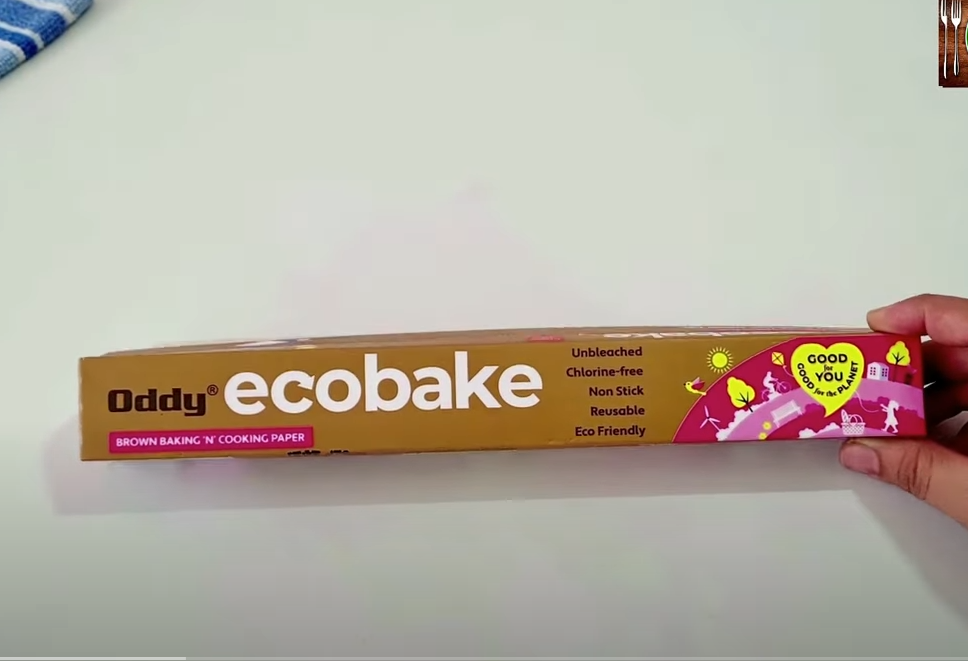 Oddy® ecobake
BROWN BAKING 'N' COOKING PAPER
Unbleached
Chlorine-free
Non Stick
Reusable
Eco Friendly
GOOD
for
YOU
GOOD for the PLANET